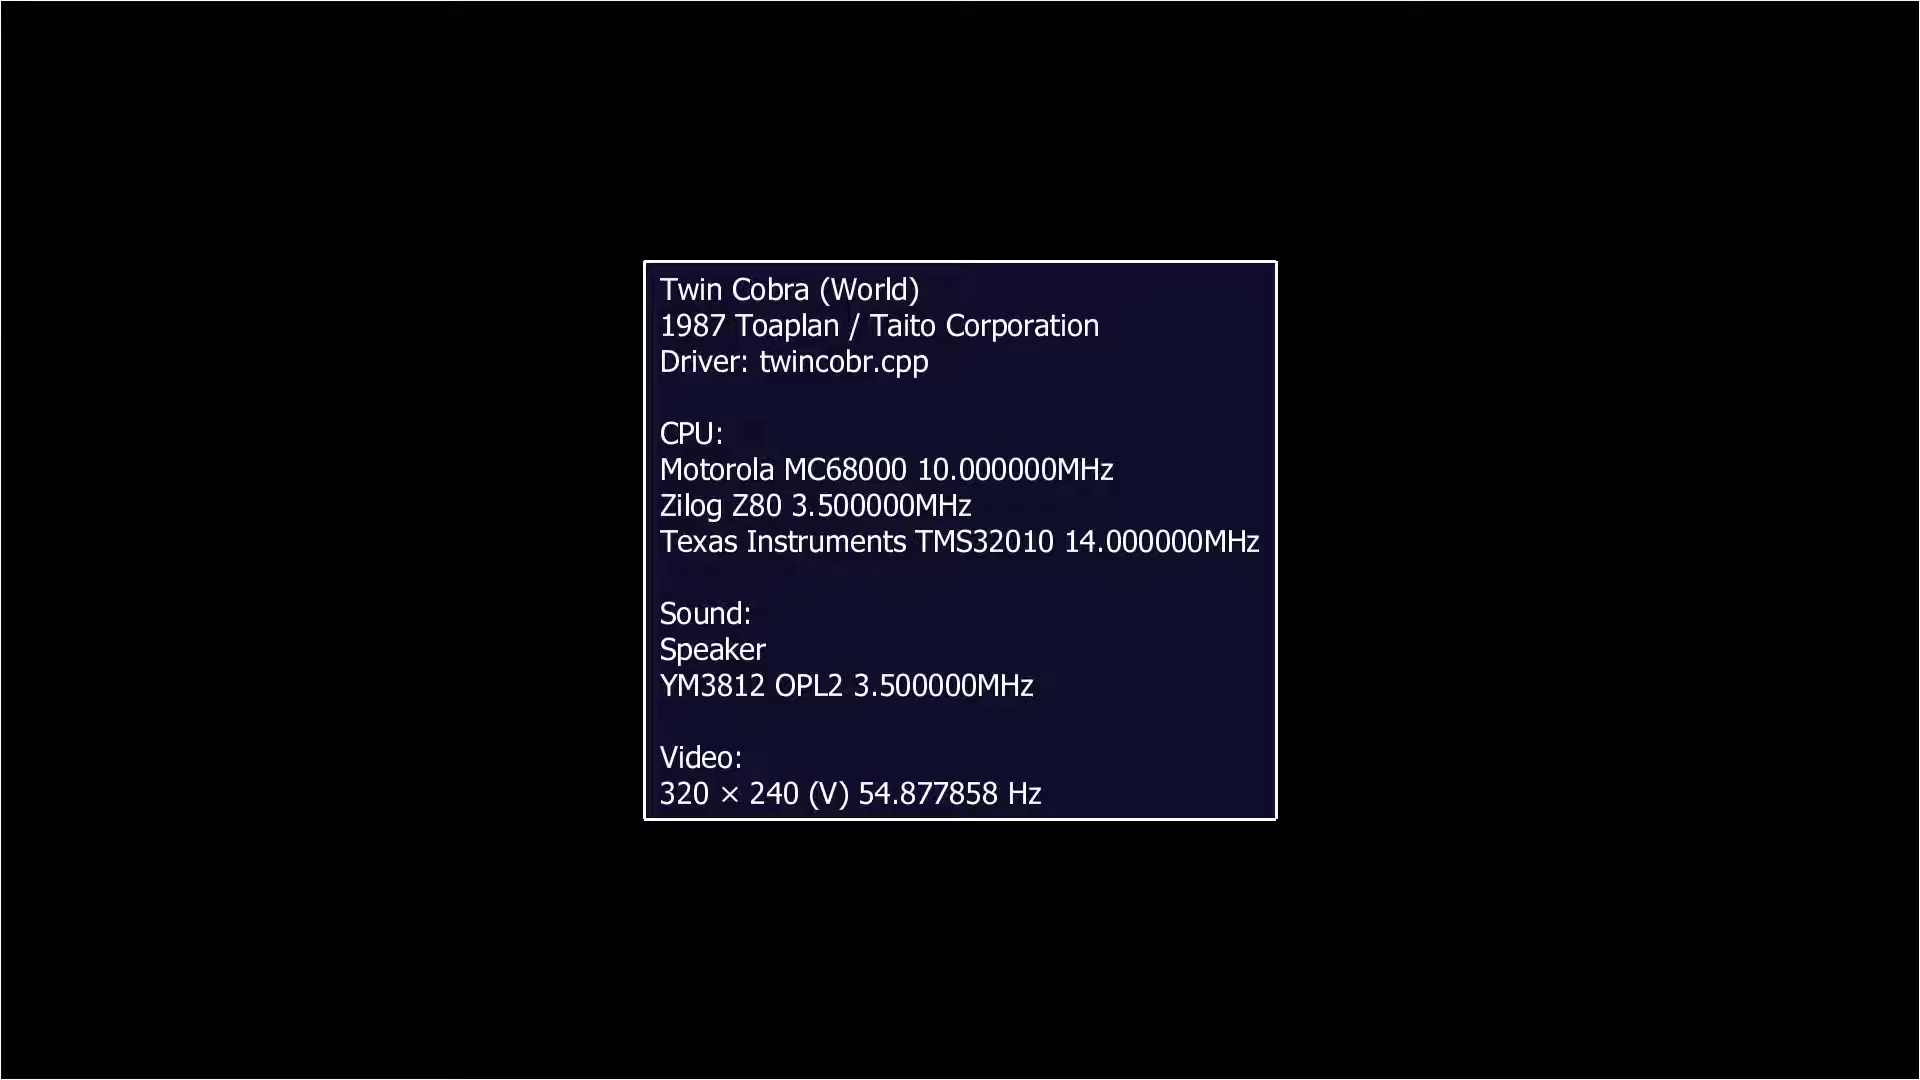 Twin Cobra (World)
1987 Toaplan / Taito Corporation
Driver: twincobr.cpp
CPU:
Motorola MC68000 10.000000MHz
Zilog Z80 3.500000MHz
Texas Instruments TMS32010 14.000000MHz
Sound:
Speaker
YM3812 OPL2 3.500000MHz
Video:
320 × 240 (V) 54.877858 Hz